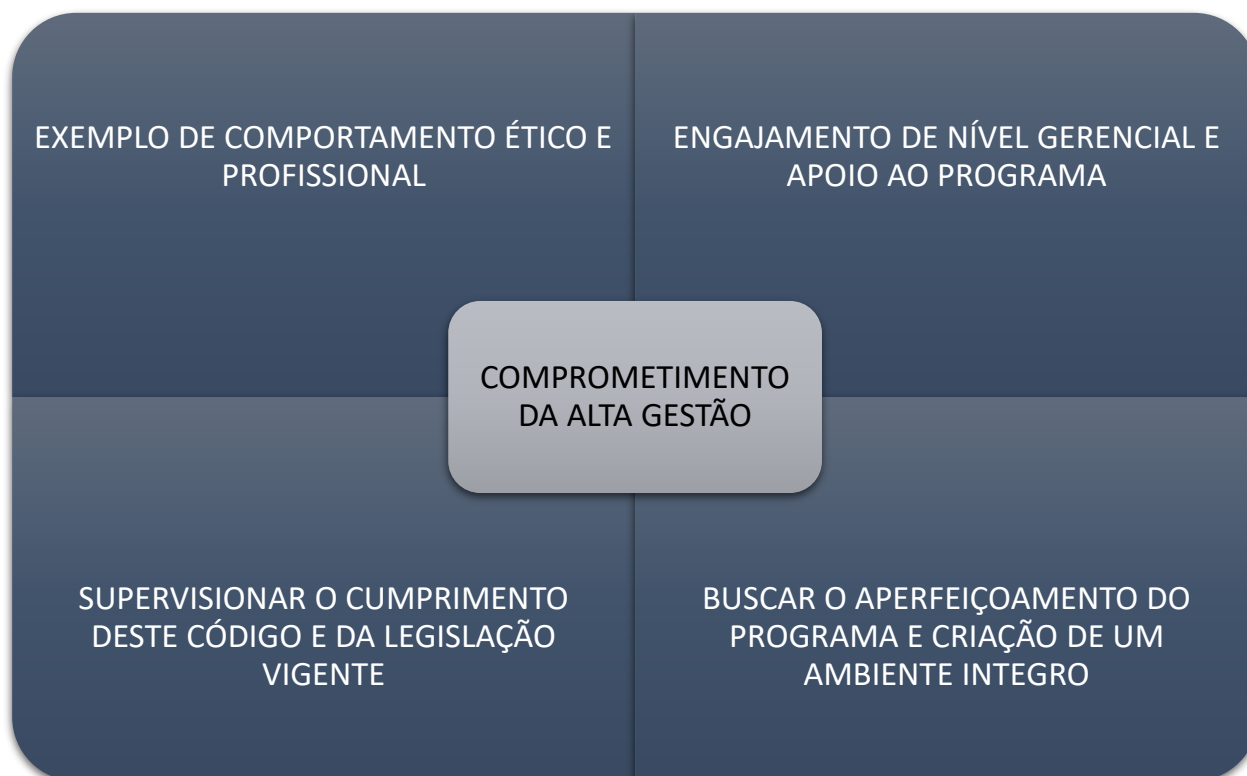 EXEMPLO DE COMPORTAMENTO ÉTICO E
PROFISSIONAL
ENGAJAMENTO DE NÍVEL GERENCIAL E
APOIO AO PROGRAMA
COMPROMETIMENTO
DA ALTA GESTÃO
SUPERVISIONAR O CUMPRIMENTO
DESTE CÓDIGO E DA LEGISLAÇÃO
VIGENTE
BUSCAR O APERFEIÇOAMENTO DO
PROGRAMA E CRIAÇÃO DE UM
AMBIENTE INTEGRO